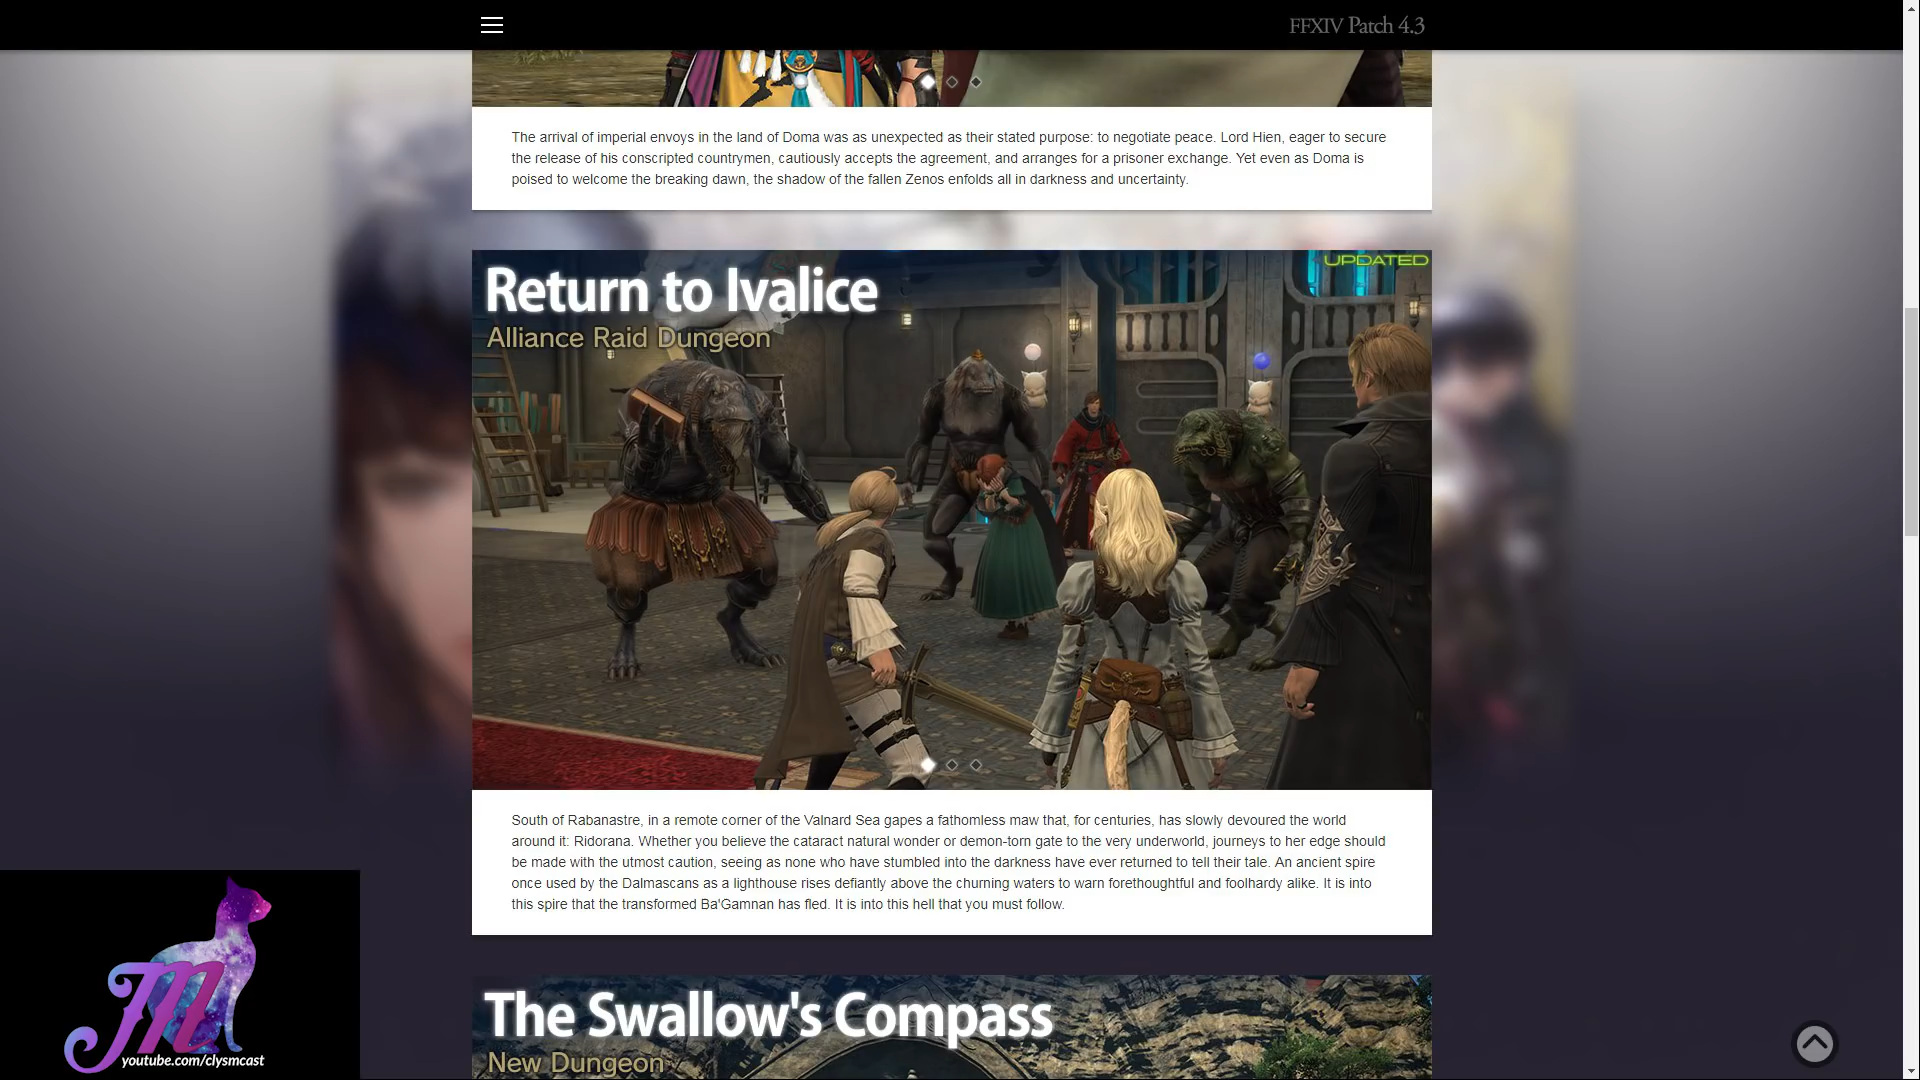 FFXIV Patch 4.3
The arrival of imperial envoys in the land of Doma was as unexpected as their stated purpose: to negotiate peace. Lord Hien, eager to secure
the release of his conscripted countrymen, cautiously accepts the agreement, and arranges for a prisoner exchange. Yet even as Doma is
poised to welcome the breaking dawn, the shadow of the fallen Zenos enfolds all in darkness and uncertainty.
UPDATED
Return to Ivalice
Alliance Raid Dungeon
South of Rabanastre, in a remote corner of the Valnard Sea gapes a fathomless maw that, for centuries, has slowly devoured the world
around it: Ridorana. Whether you believe the cataract natural wonder or demon-torn gate to the very underworld, journeys to her edge should
be made with the utmost caution, seeing as none who have stumbled into the darkness have ever returned to tell their tale. An ancient spire
once used by the Dalmascans as a lighthouse rises defiantly above the churning waters to warn forethoughtful and foolhardy alike. It is into
this spire that the transformed Ba'Gamnan has fled. It is into this hell that you must follow.
The Swallow's Compass
New Dungeon
M
youtube.com/clysmcast